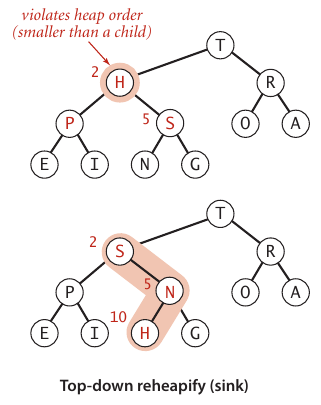 violates heap order
(smaller than a child)
T
2 H R
P 5 S O A
E I N G
T
2 S R
P 5 N O A
E I 10 H G
Top-down reheapify (sink)